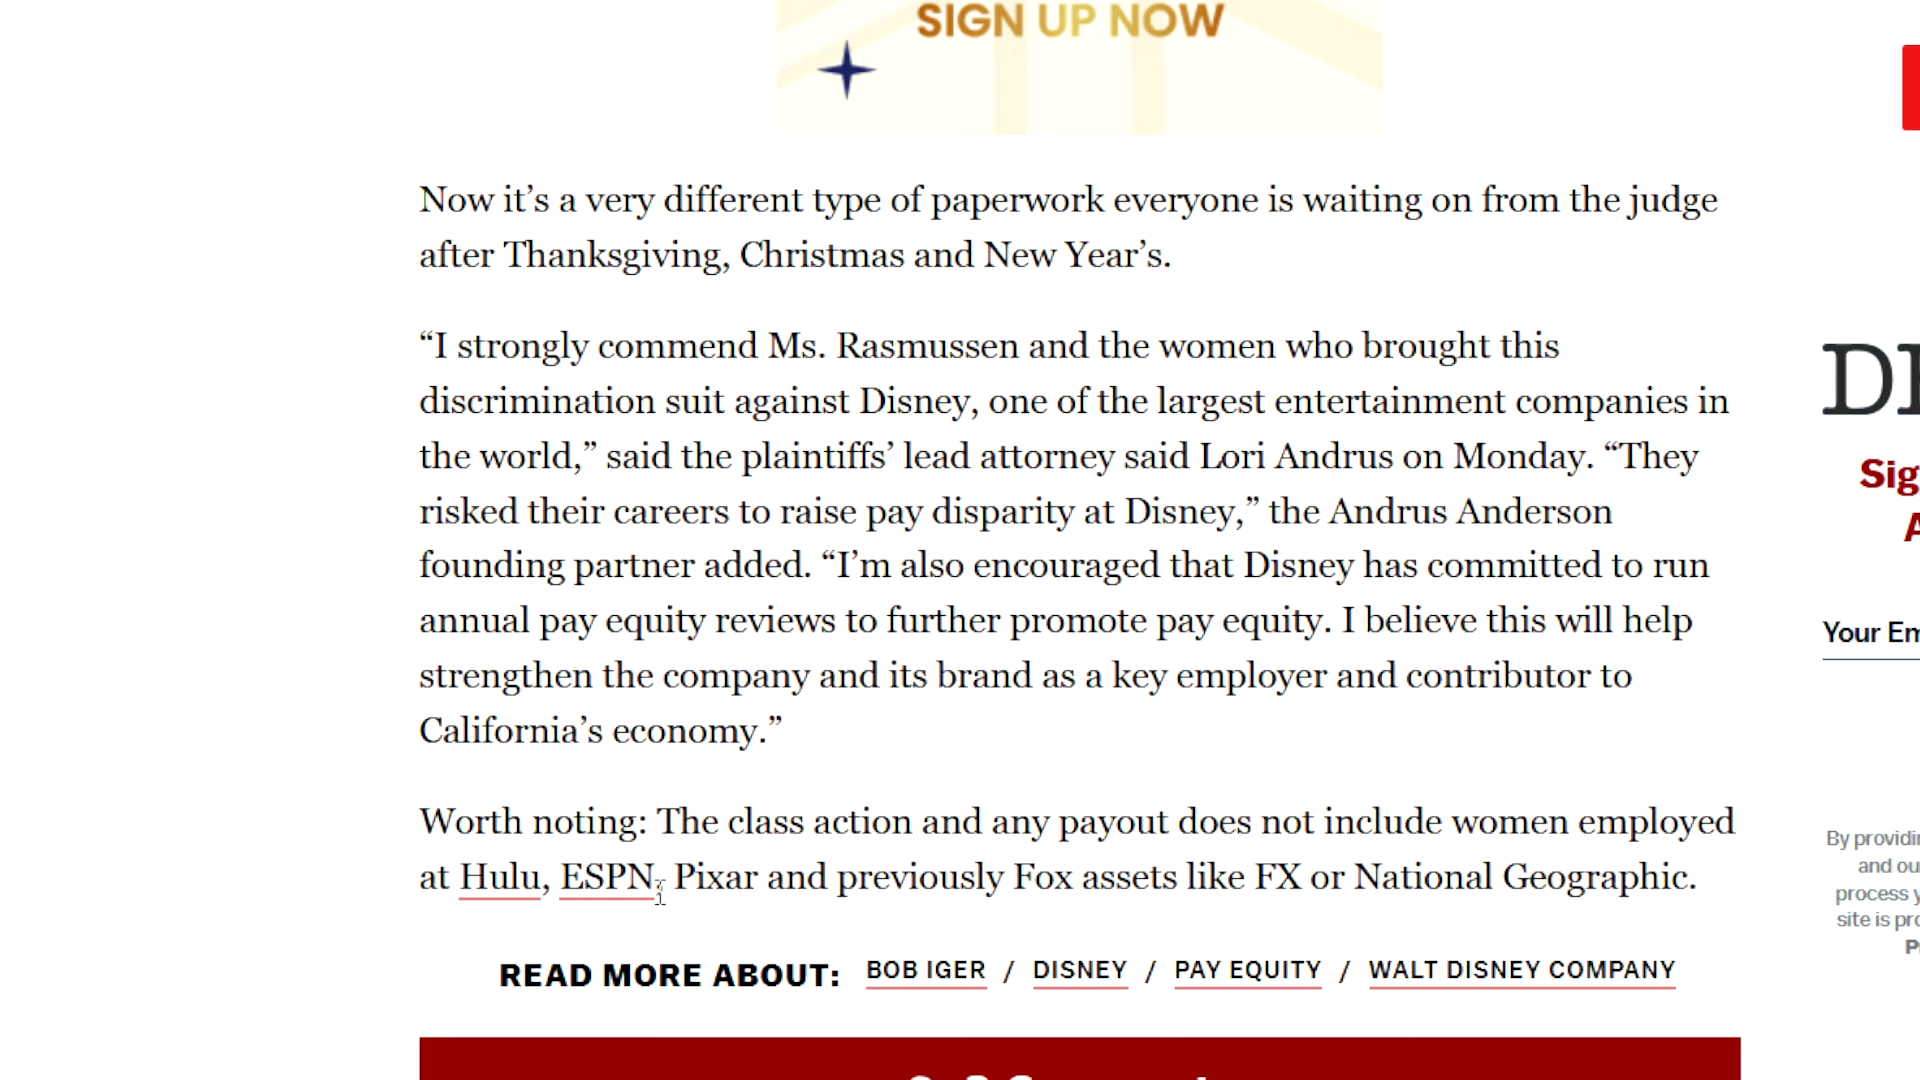 SIGN UP NOW
Now it’s a very different type of paperwork everyone is waiting on from the judge
after Thanksgiving, Christmas and New Year’s.
“I strongly commend Ms. Rasmussen and the women who brought this
discrimination suit against Disney, one of the largest entertainment companies in
the world,” said the plaintiffs’ lead attorney said Lori Andrus on Monday. “They
risked their careers to raise pay disparity at Disney,” the Andrus Anderson
founding partner added. “I’m also encouraged that Disney has committed to run
annual pay equity reviews to further promote pay equity. I believe this will help
strengthen the company and its brand as a key employer and contributor to
California’s economy.”
Worth noting: The class action and any payout does not include women employed
at Hulu, ESPN, Pixar and previously Fox assets like FX or National Geographic.
READ MORE ABOUT: BOB IGER / DISNEY / PAY EQUITY / WALT DISNEY COMPANY
Sig
A
Your Em
By providin
and ou
process y
site is pro